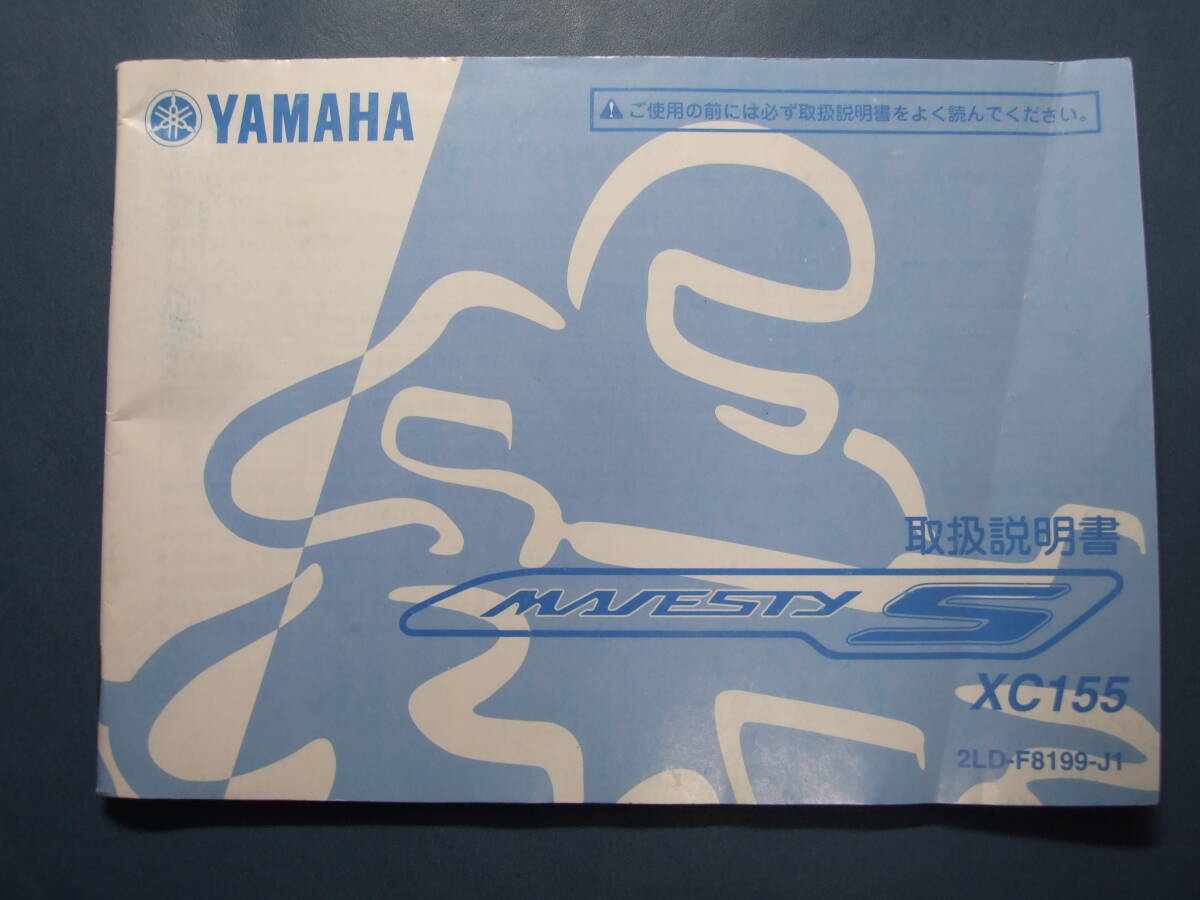 YAMAHA
ご使用の前には必ず取扱説明書をよく読んでください。
取扱説明書
MAJESTY S
XC155
2LD-F8199-J1